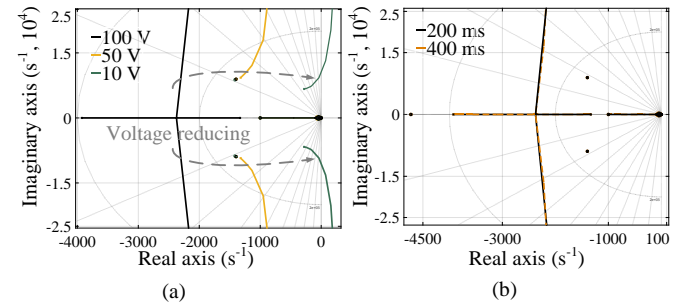 2.5
100 V
50 V
10 V
1.5
0
-1.5
-2.5
Voltage reducing
Imaginary axis (s⁻¹, 10⁴)
-4000
-3000
-2000
-1000
0
Real axis (s⁻¹)
(a)
2.5
200 ms
400 ms
1.5
0
-1.5
-2.5
Imaginary axis (s⁻¹, 10⁴)
-4500
-3000
-1000
100
Real axis (s⁻¹)
(b)